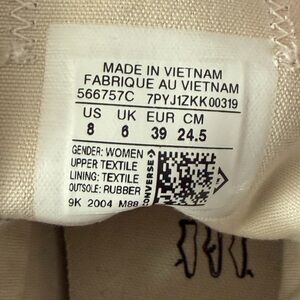 MADE IN VIETNAM
FABRIQUE AU VIETNAM
566757C 7PYJ1ZKK00319
US UK EUR CM
8 6 39 24.5
GENDER: WOMEN
UPPER TEXTILE
LINING: TEXTILE
OUTSOLE: RUBBER
9K 2004 M88
CONVERSE